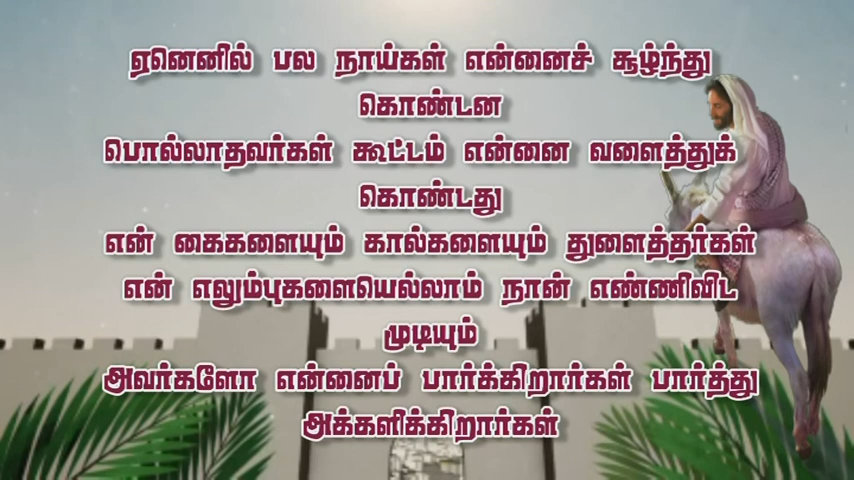 ஏனெனில் பல நாய்கள் என்னைச் சூழ்ந்து
கொண்டன
பொல்லாதவர்கள் கூட்டம் என்னை வளைத்துக்
கொண்டது
என் கைகளையும் கால்களையும் துளைத்தர்கள்
என் எலும்புகளையெல்லாம் நான் எண்ணிவிட
முடியும்
அவர்களோ என்னைப் பார்க்கிறார்கள் பார்த்து
அக்களிக்கிறார்கள்